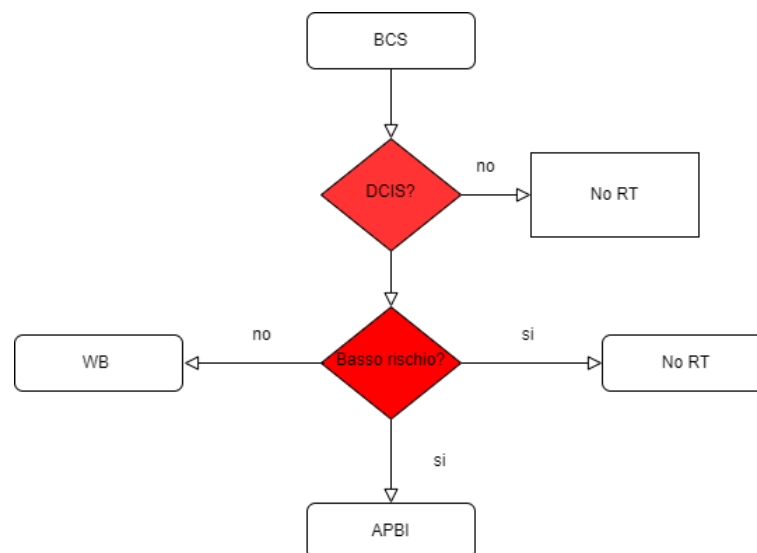 BCS
DCIS?
no
No RT
no
si
WB
Basso rischio?
No RT
si
APBI